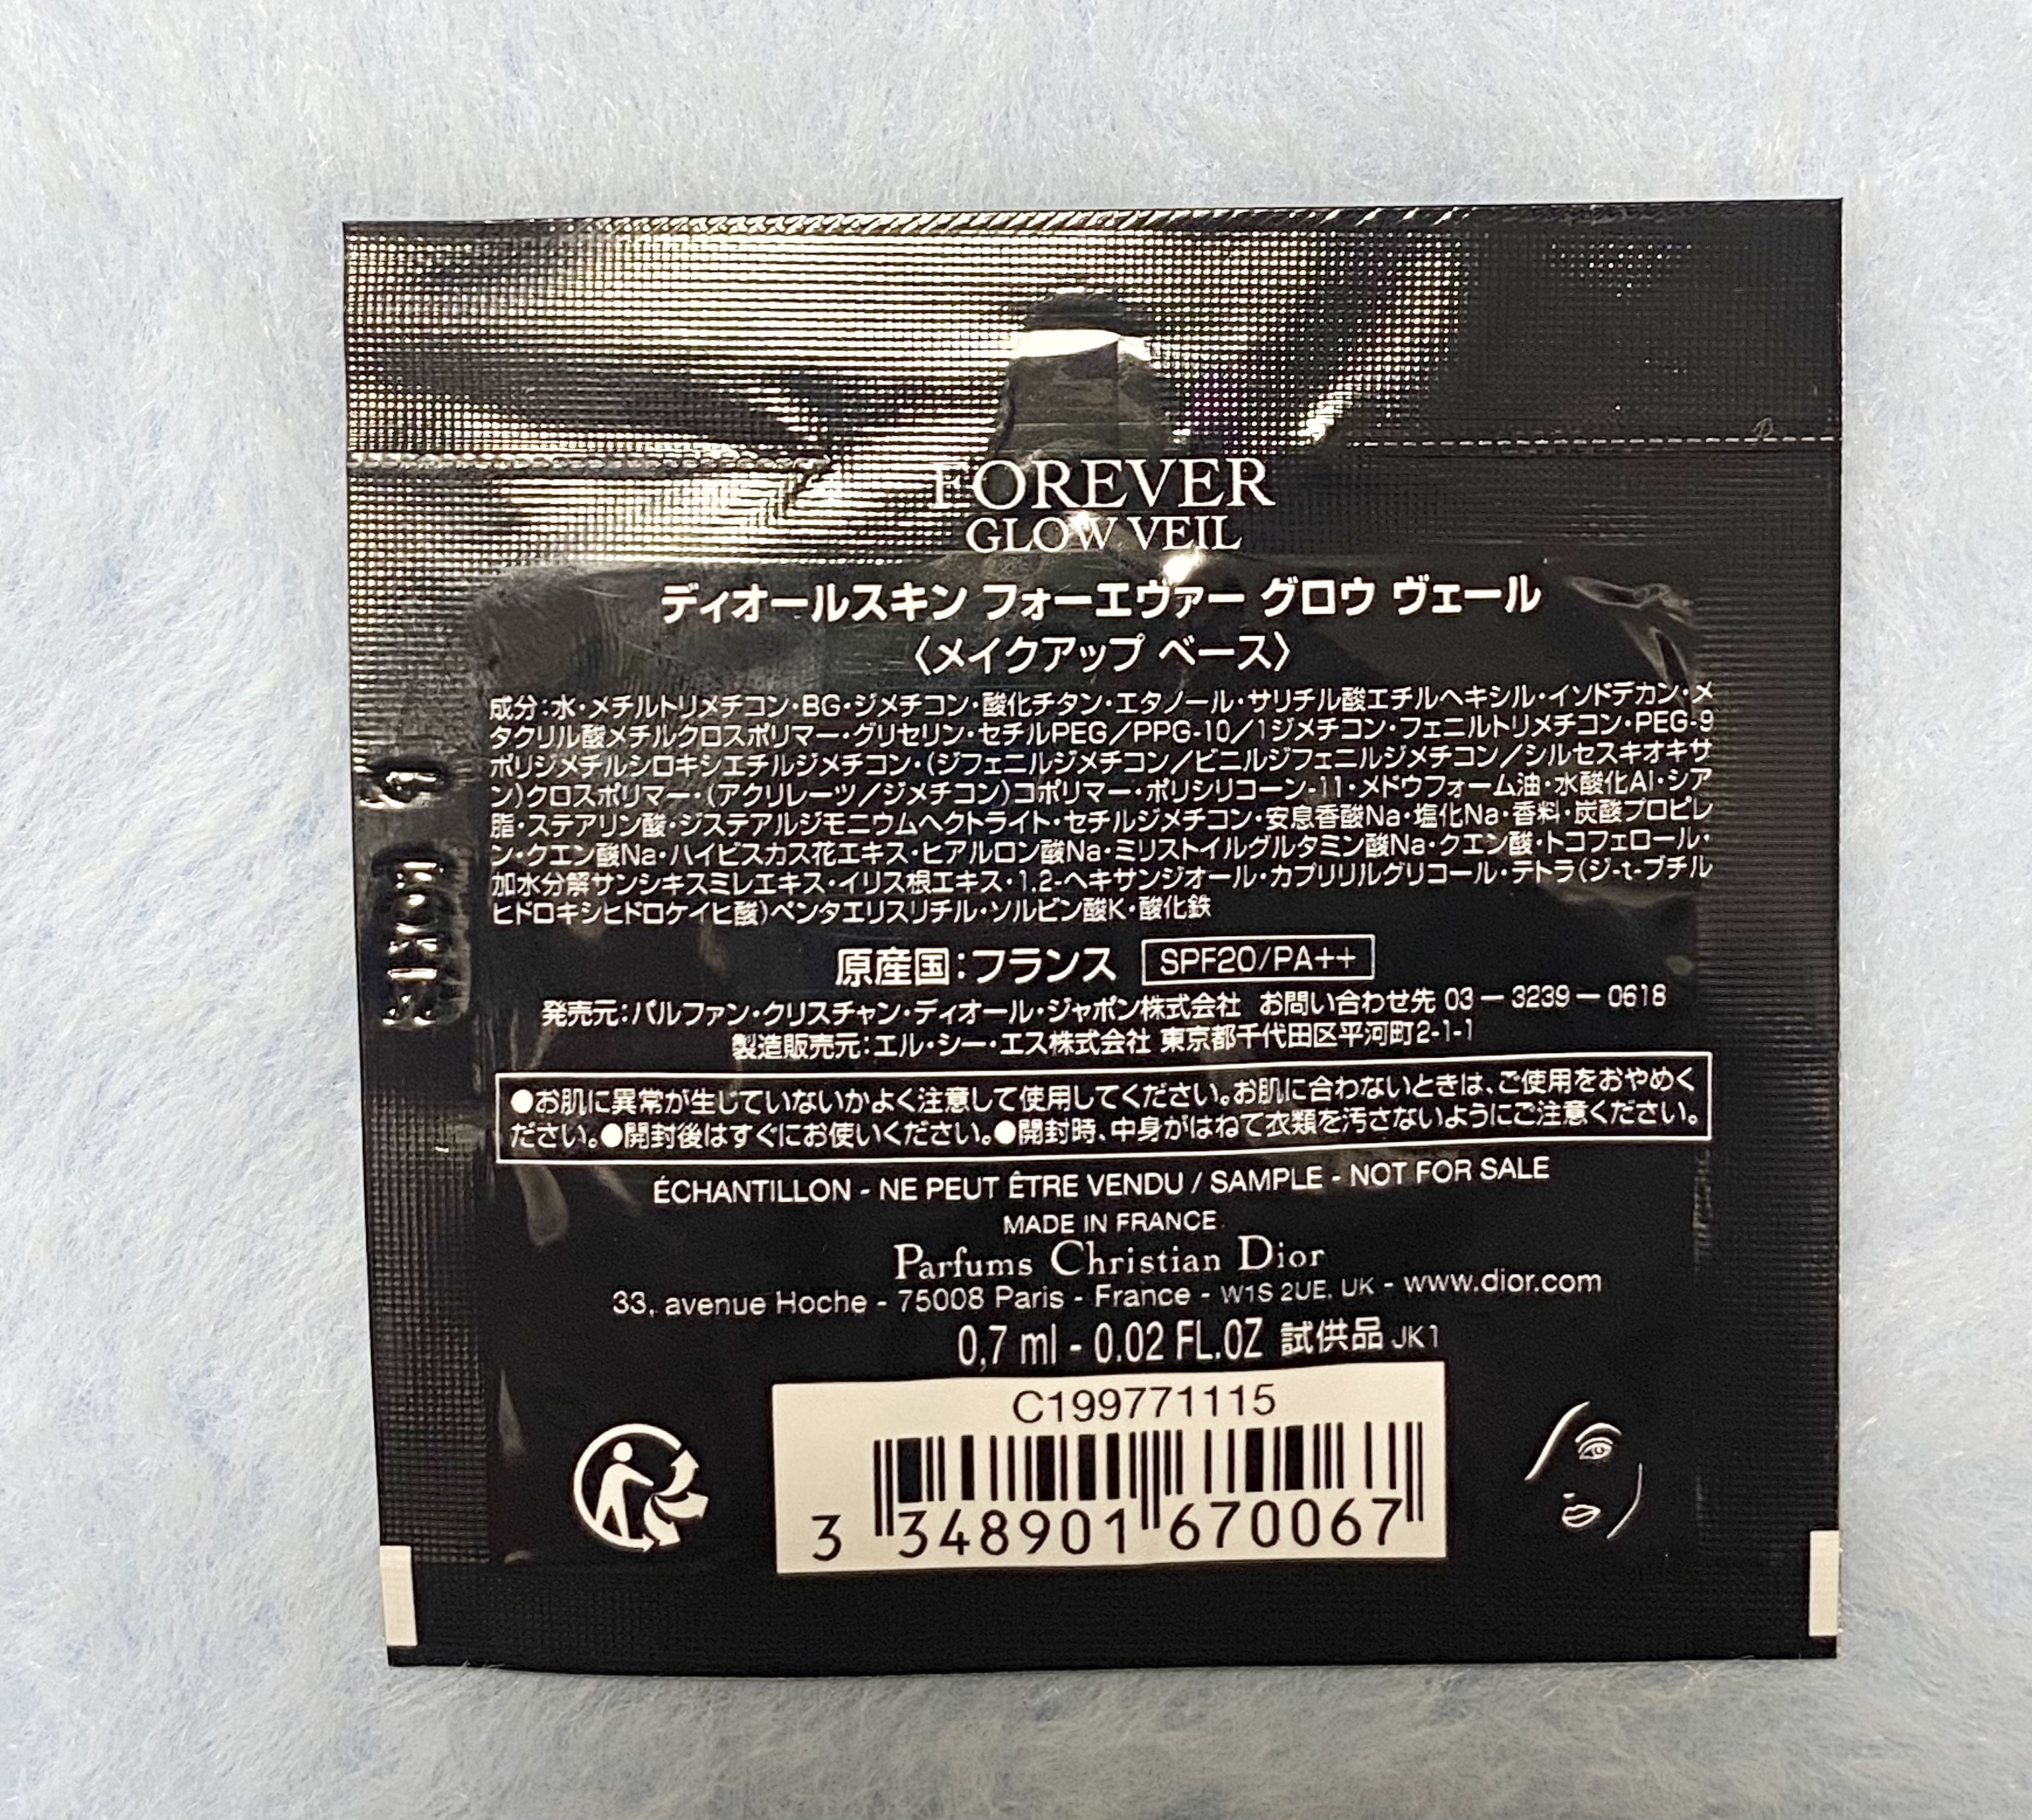 FOREVER
GLOW VEIL
ディオールスキン フォーエヴァー グロウ ヴェール
〈メイクアップ ベース〉
成分:水・メチルトリメチコン・BG・ジメチコン・酸化チタン・エタノール・サリチル酸エチルヘキシル・イソドデカン・メ
タクリル酸メチルクロスポリマー・グリセリン・セチルPEG/PPG-10/1ジメチコン・フェニルトリメチコン・PEG-9
ポリジメチルシロキシエチルジメチコン・(ジフェニルジメチコン/ビニルジフェニルジメチコン/シルセスキオキサ
ン)クロスポリマー・(アクリレーツ/ジメチコン)コポリマー・ポリシリコーン-11・メドウフォーム油・水酸化Al・シア
脂・ステアリン酸・ジステアルジモニウムヘクトライト・セチルジメチコン・安息香酸Na・塩化Na・香料・炭酸プロピレ
ン・クエン酸Na・ハイビスカス花エキス・ヒアルロン酸Na・ミリストイルグルタミン酸Na・クエン酸・トコフェロール・
加水分解サンシキスミレエキス・イリス根エキス・1,2-ヘキサンジオール・カプリリルグリコール・テトラ(ジ-t-ブチル
ヒドロキシヒドロケイヒ酸)ペンタエリスリチル・ソルビン酸K・酸化鉄
原産国:フランス SPF20/PA++
発売元:パルファン・クリスチャン・ディオール・ジャポン株式会社 お問い合わせ先 03－3239－0618
製造販売元:エル・シー・エス株式会社 東京都千代田区平河町2-1-1
●お肌に異常が生じていないかよく注意して使用してください。お肌に合わないときは、ご使用をおやめく
ださい。●開封後はすぐにお使いください。●開封時、中身がはねて衣類を汚さないようにご注意ください。
ÉCHANTILLON - NE PEUT ÊTRE VENDU / SAMPLE - NOT FOR SALE
MADE IN FRANCE
Parfums Christian Dior
33, avenue Hoche - 75008 Paris - France - W1S 2UE, UK - www.dior.com
0,7 ml - 0.02 FL.OZ 試供品 JK1
C199771115
3 348901 670067